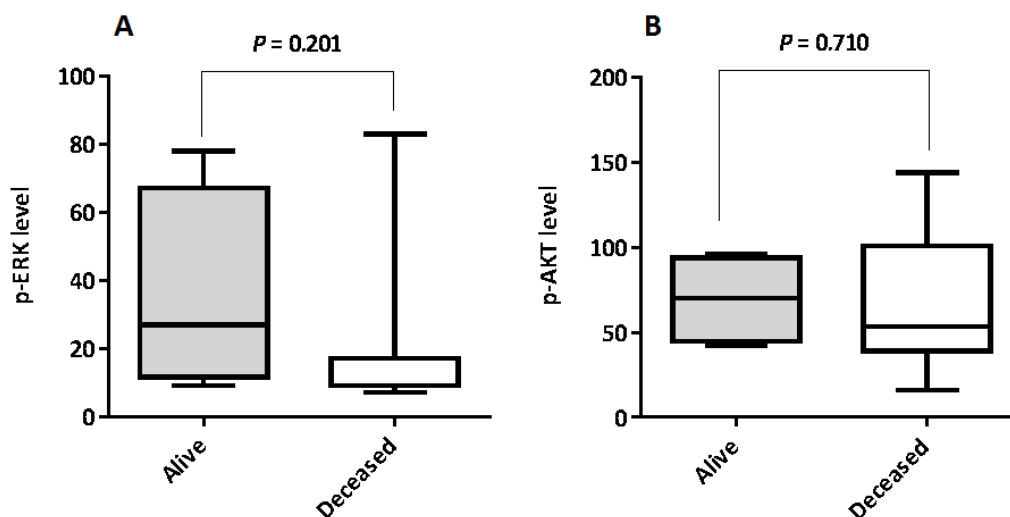 A
P = 0.201
100
80
60
40
20
0
p-ERK level
Alive
Deceased
B
P = 0.710
200
150
100
50
0
p-AKT level
Alive
Deceased